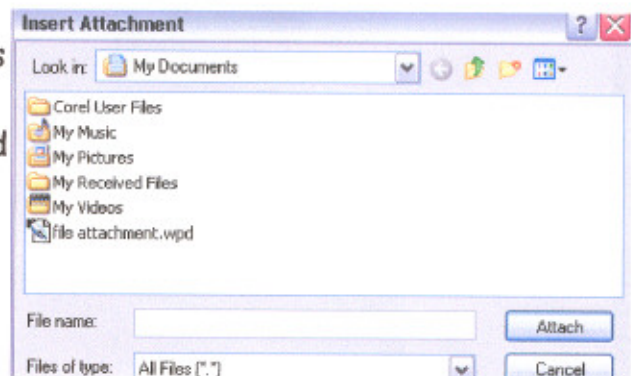 Insert Attachment
s
Look in: My Documents
Corel User Files
d
My Music
My Pictures
My Received Files
My Videos
file attachment.wpd
File name:
Attach
Files of type: All Files (*.*)
Cancel